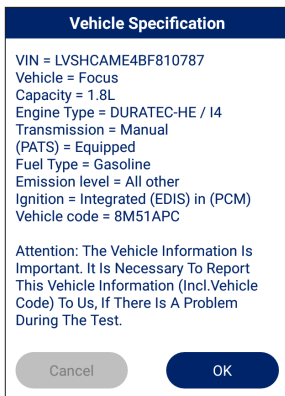 Vehicle Specification
VIN = LVSHCAME4BF810787
Vehicle = Focus
Capacity = 1.8L
Engine Type = DURATEC-HE / I4
Transmission = Manual
(PATS) = Equipped
Fuel Type = Gasoline
Emission level = All other
Ignition = Integrated (EDIS) in (PCM)
Vehicle code = 8M51APC
Attention: The Vehicle Information Is
Important. It Is Necessary To Report
This Vehicle Information (Incl.Vehicle
Code) To Us, If There Is A Problem
During The Test.
Cancel
OK